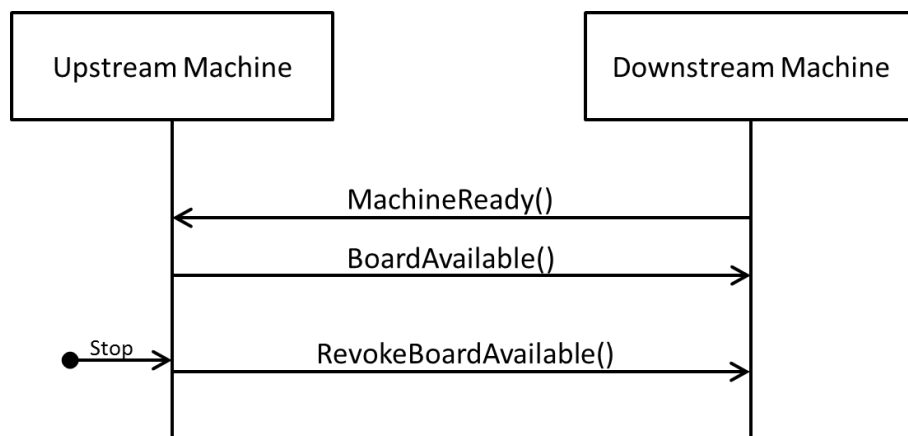 Upstream Machine
Downstream Machine
MachineReady()
BoardAvailable()
Stop
RevokeBoardAvailable()